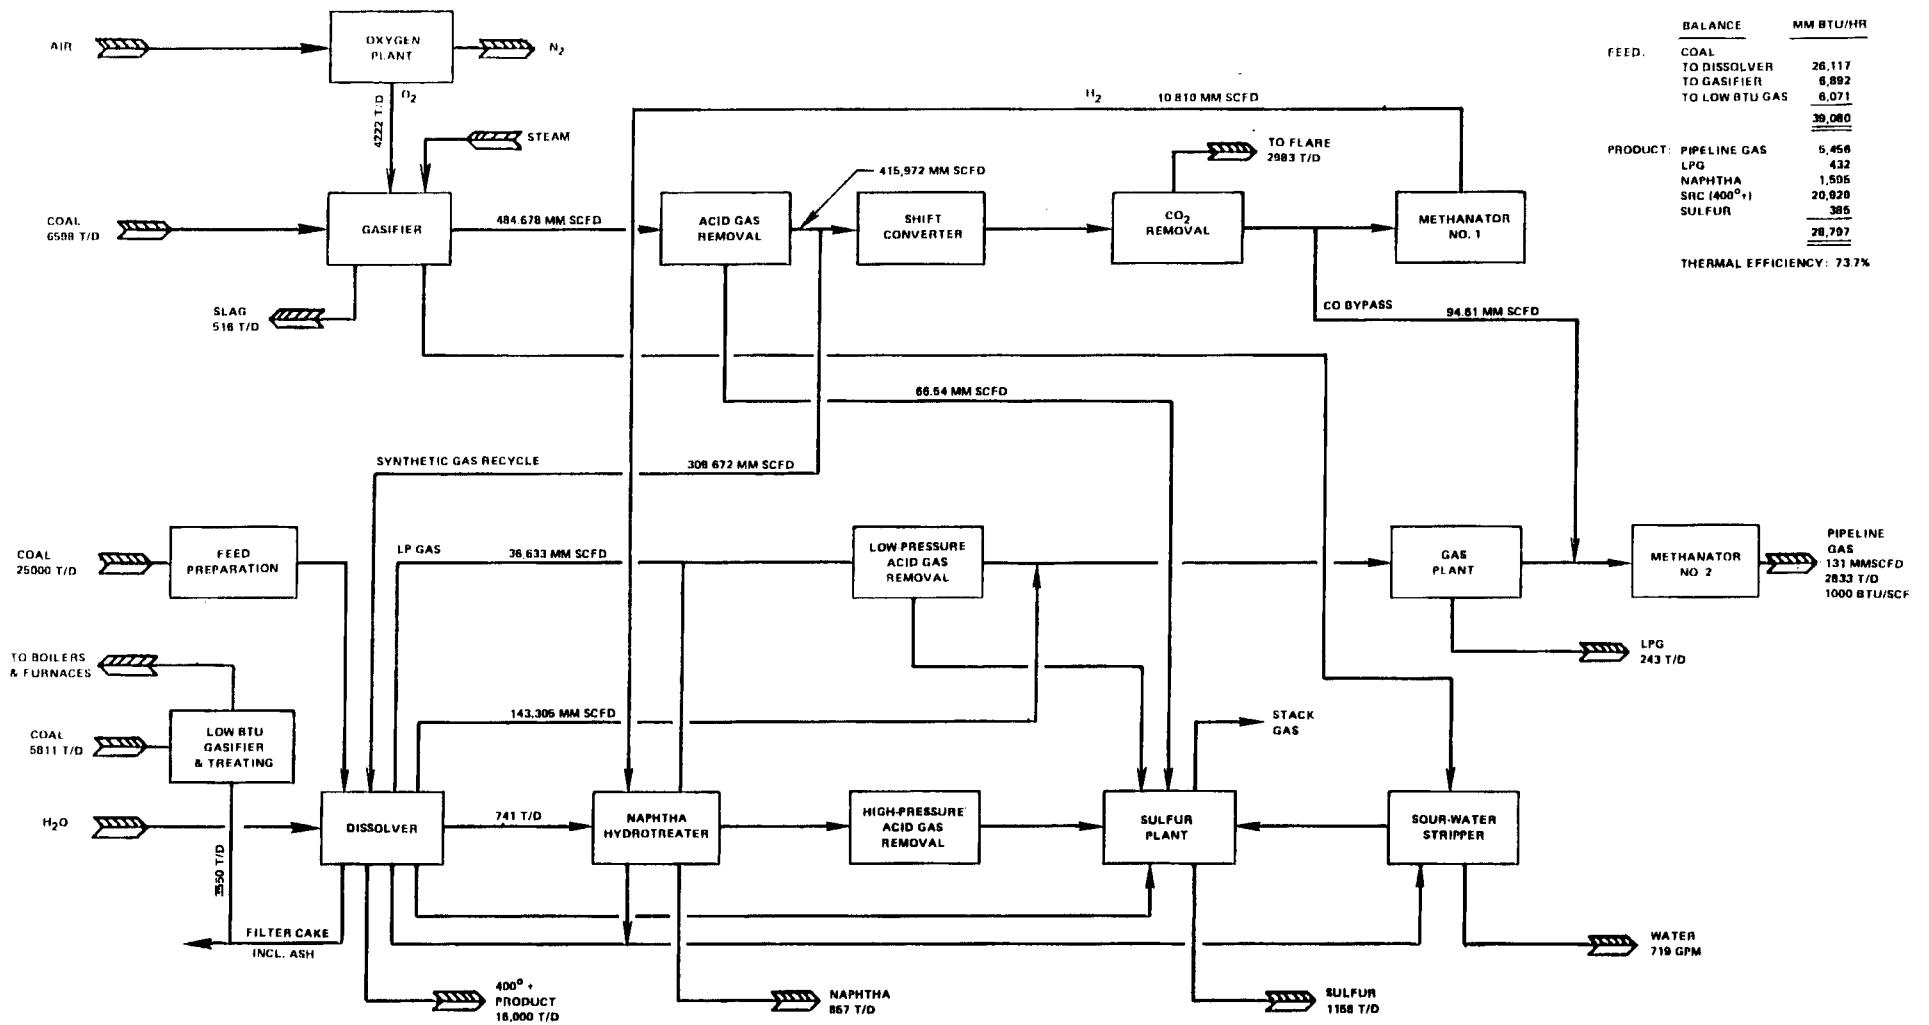 AIR
OXYGEN
PLANT
N2
4222 T/D
O2
STEAM
COAL
6598 T/D
GASIFIER
484.678 MM SCFD
SLAG
516 T/D
ACID GAS
REMOVAL
415,972 MM SCFD
SHIFT
CONVERTER
H2
10.810 MM SCFD
TO FLARE
2983 T/D
CO2
REMOVAL
METHANATOR
NO. 1
CO BYPASS
94.61 MM SCFD
BALANCE MM BTU/HR
FEED: COAL
TO DISSOLVER 26,117
TO GASIFIER 6,892
TO LOW BTU GAS 6,071
39,080
PRODUCT: PIPELINE GAS 5,456
LPG 432
NAPHTHA
SRC (400°+) 20,920
SULFUR 385
28,797
THERMAL EFFICIENCY: 73.7%
66.54 MM SCFD
SYNTHETIC GAS RECYCLE
MM SCFD
COAL
25000 T/D
FEED
PREPARATION
LP GAS
36,633 MM SCFD
LOW-PRESSURE
ACID GAS
REMOVAL
GAS
PLANT
METHANATOR
NO. 2
PIPELINE
GAS
131 MMSCFD
2833 T/D
1000 BTU/SCF
LPG
243 T/D
TO BOILERS
& FURNACES
143,305 MM SCFD
STACK
GAS
COAL
5811 T/D
LOW BTU
GASIFIER
& TREATING
H2O
DISSOLVER
741 T/D
NAPHTHA
HYDROTREATER
HIGH-PRESSURE
ACID GAS
REMOVAL
SULFUR
PLANT
SOUR-WATER
STRIPPER
3550 T/D
FILTER CAKE
INCL. ASH
400° +
PRODUCT
16,000 T/D
NAPHTHA
867 T/D
SULFUR
1168 T/D
WATER
719 GPM